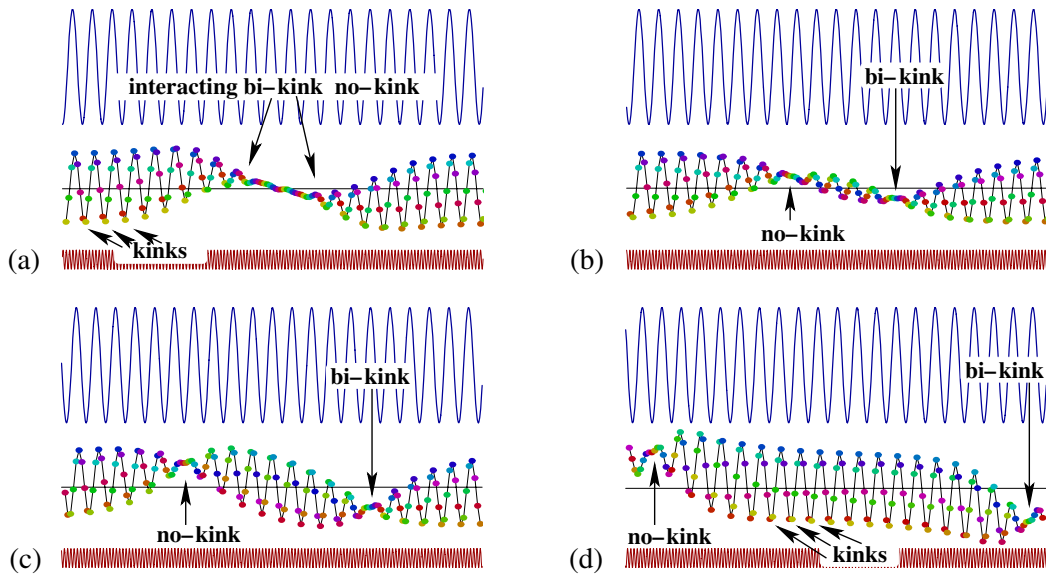 interacting bi-kink no-kink
kinks
(a)
bi-kink
no-kink
(b)
bi-kink
no-kink
(c)
bi-kink
no-kink
kinks
(d)